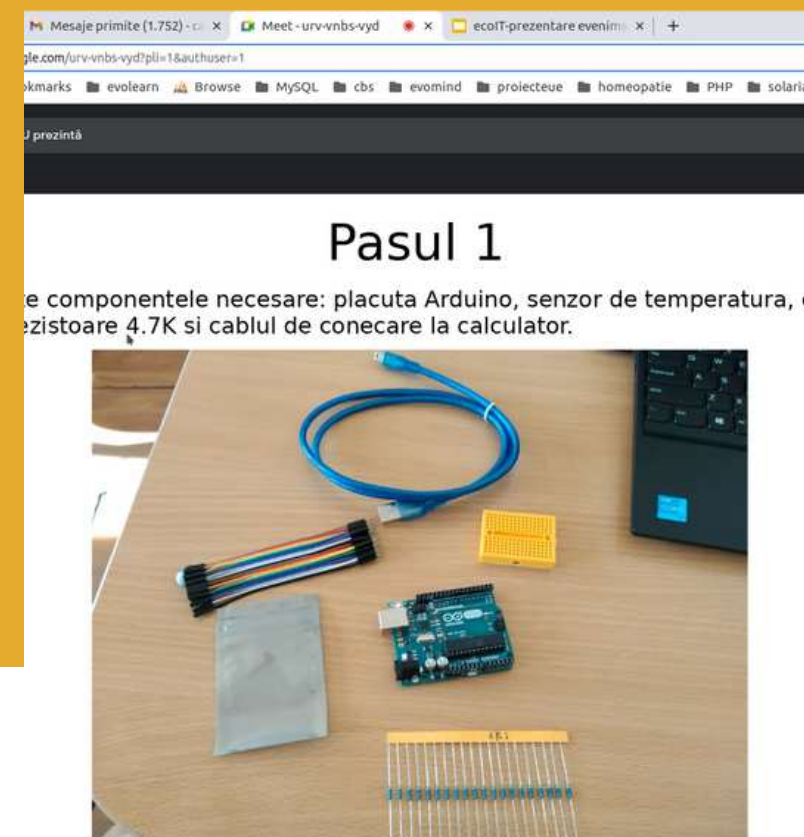 Mesaje primite (1.752) - c
Meet - urv-vnbs-vyd
ecoIT-prezentare evenim
gle.com/urv-vnbs-vyd?pli=1&authuser=1
okmarks evolearn Browse MySQL cbs evomind proiecteue homeopatie PHP solaria
J prezintă
Pasul 1
te componentele necesare: placuta Arduino, senzor de temperatura,
ezistoare 4.7K si cablul de conecare la calculator.